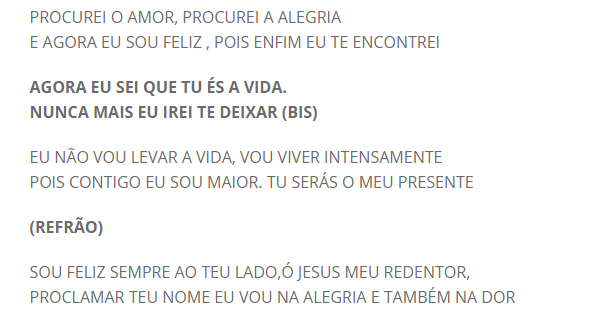 PROCUREI O AMOR, PROCUREI A ALEGRIA
E AGORA EU SOU FELIZ , POIS ENFIM EU TE ENCONTREI
AGORA EU SEI QUE TU ÉS A VIDA.
NUNCA MAIS EU IREI TE DEIXAR (BIS)
EU NÃO VOU LEVAR A VIDA, VOU VIVER INTENSAMENTE
POIS CONTIGO EU SOU MAIOR. TU SERÁS O MEU PRESENTE
(REFRÃO)
SOU FELIZ SEMPRE AO TEU LADO,Ó JESUS MEU REDENTOR,
PROCLAMAR TEU NOME EU VOU NA ALEGRIA E TAMBÉM NA DOR